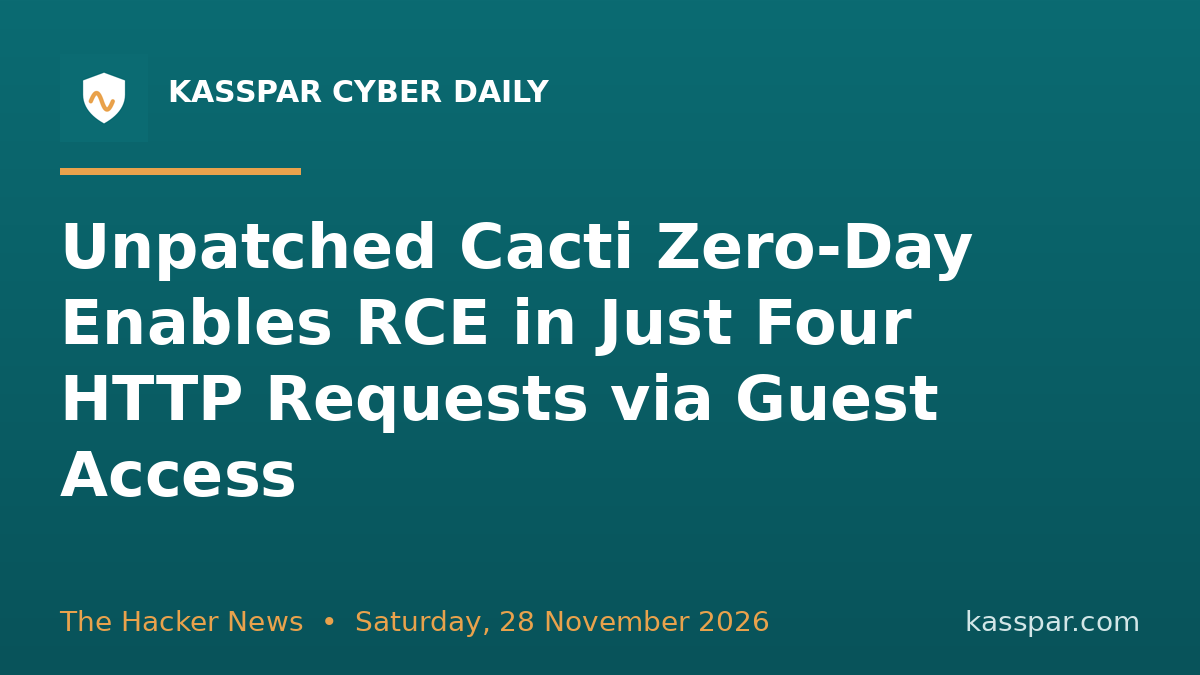 KASSPAR CYBER DAILY
Unpatched Cacti Zero-Day
Enables RCE in Just Four
HTTP Requests via Guest
Access
The Hacker News • Saturday, 28 November 2026
kasspar.com